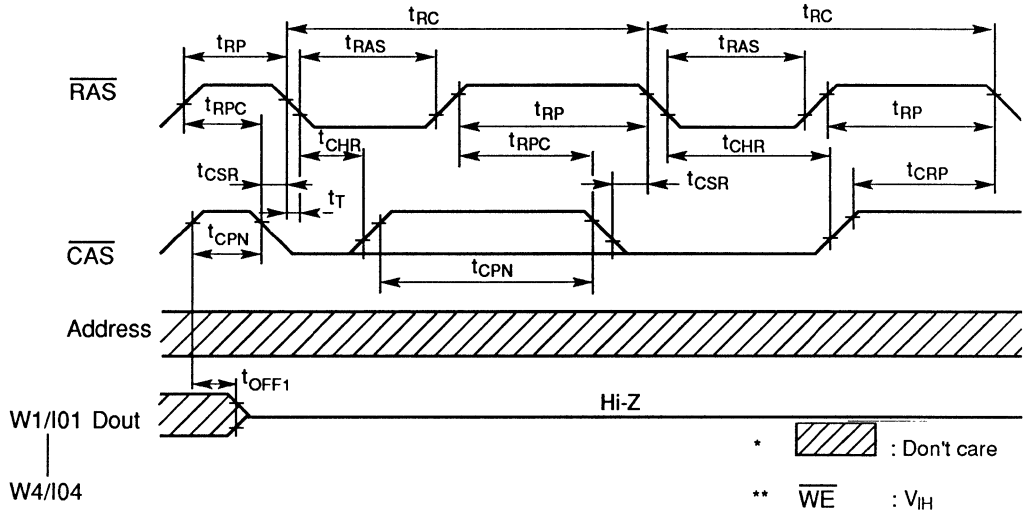 tRC tRC
tRP tRAS tRAS
RAS
tRPC tRP tRP
tCHR tRPC tCHR
tCSR tCSR tCRP
tT
CAS
tCPN
tCPN
Address
tOFF1
Hi-Z
W1/I01 Dout
* : Don't care
W4/I04
** WE : VIH